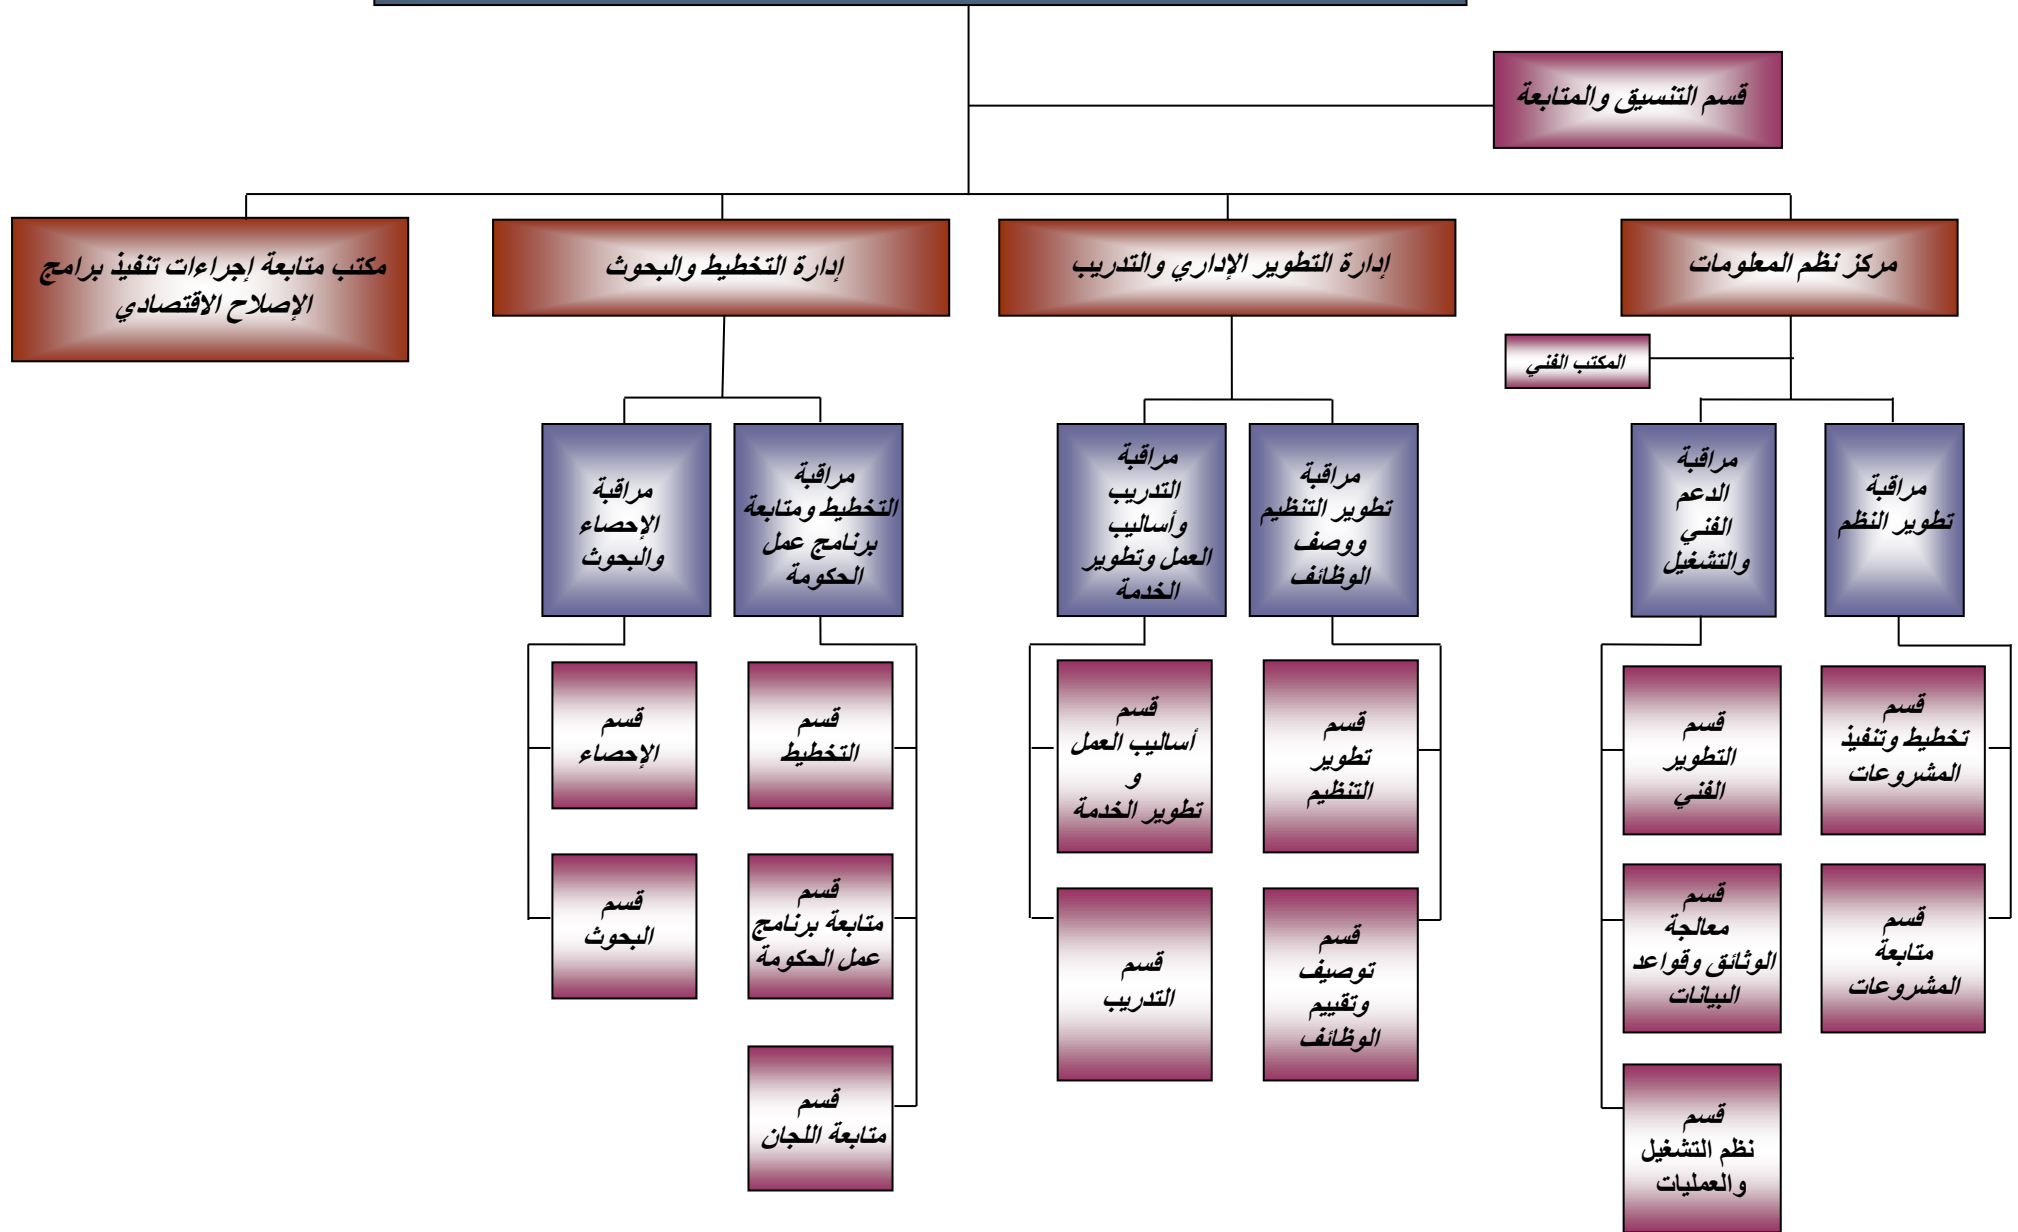 قسم التنسيق والمتابعة
مركز نظم المعلومات
إدارة التطوير الإداري والتدريب
إدارة التخطيط والبحوث
مكتب متابعة إجراءات تنفيذ برامج
الإصلاح الاقتصادي
المكتب الفني
مراقبة
تطوير النظم
مراقبة
الدعم
الفني
والتشغيل
مراقبة
تطوير التنظيم
ووصف
الوظائف
مراقبة
التدريب
وأساليب
العمل وتطوير
الخدمة
مراقبة
التخطيط ومتابعة
برنامج عمل
الحكومة
مراقبة
الإحصاء
والبحوث
قسم
تخطيط وتنفيذ
المشروعات
قسم
التطوير
الفني
قسم
تطوير
التنظيم
قسم
أساليب العمل
و
تطوير الخدمة
قسم
التخطيط
قسم
الإحصاء
قسم
متابعة
المشروعات
قسم
معالجة
الوثائق وقواعد
البيانات
قسم
توصيف
وتقييم
الوظائف
قسم
التدريب
قسم
متابعة برنامج
عمل الحكومة
قسم
البحوث
قسم
نظم التشغيل
والعمليات
قسم
متابعة اللجان